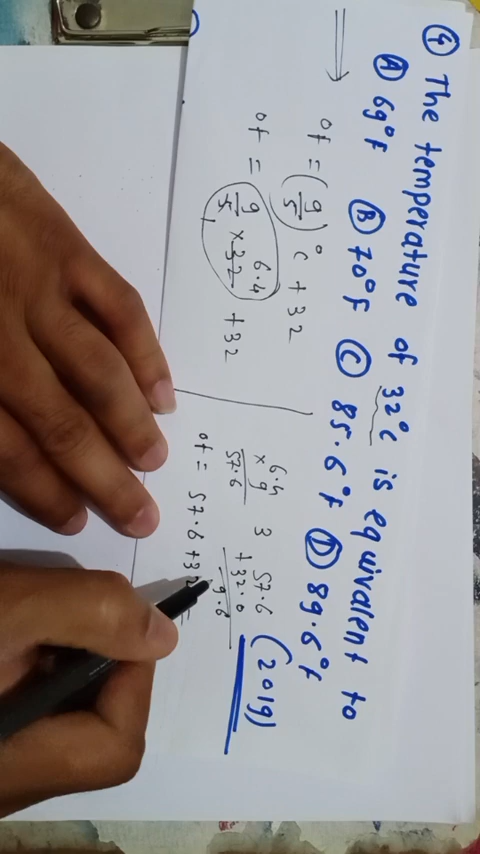 ④ The temperature of 32°C is equivalent to
Ⓐ 69°F Ⓑ 70°F Ⓒ 85.6°F Ⓓ 89.6°F
(2019)
⇒ °F = (9/5)°C + 32
°F = 9/5 × 32 + 32
6.4
6.4
× 9
57.6
3
57.6
+ 32.0
9.6
°F = 57.6 + 32 =